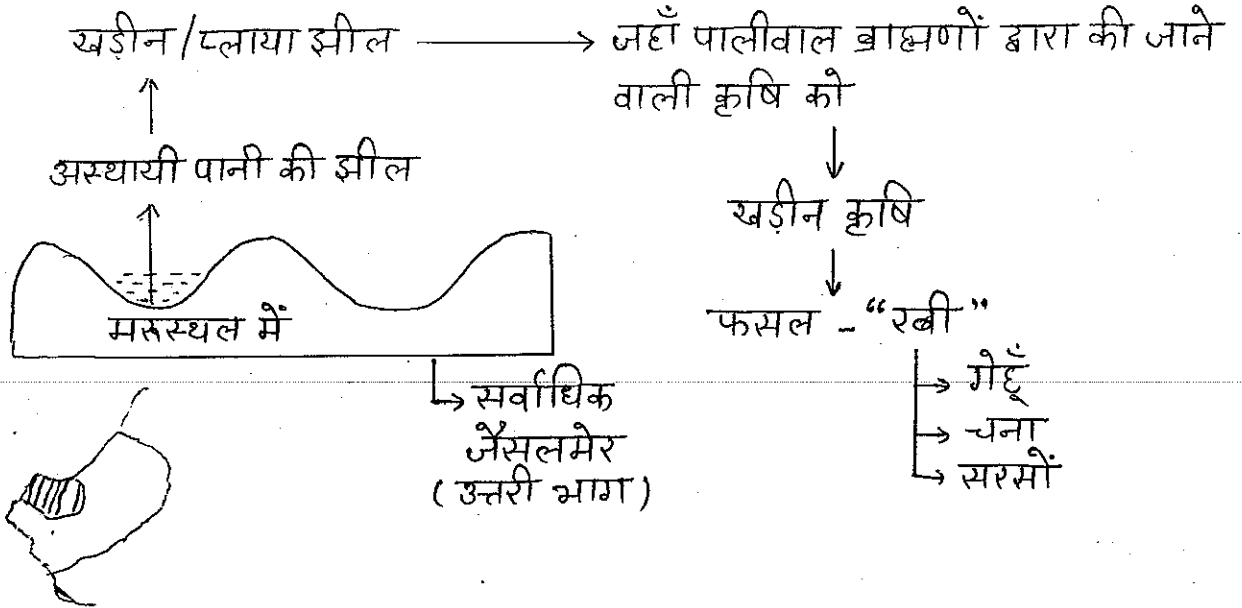 खड़ीन/प्लाया झील → जहाँ पालीवाल ब्राह्मणों द्वारा की जाने
वाली कृषि को
अस्थायी पानी की झील
खड़ीन कृषि
मरुस्थल में
फसल - “रबी”
→ गेहूँ
→ चना
→ सरसों
→ सर्वाधिक
जैसलमेर
(उत्तरी भाग)